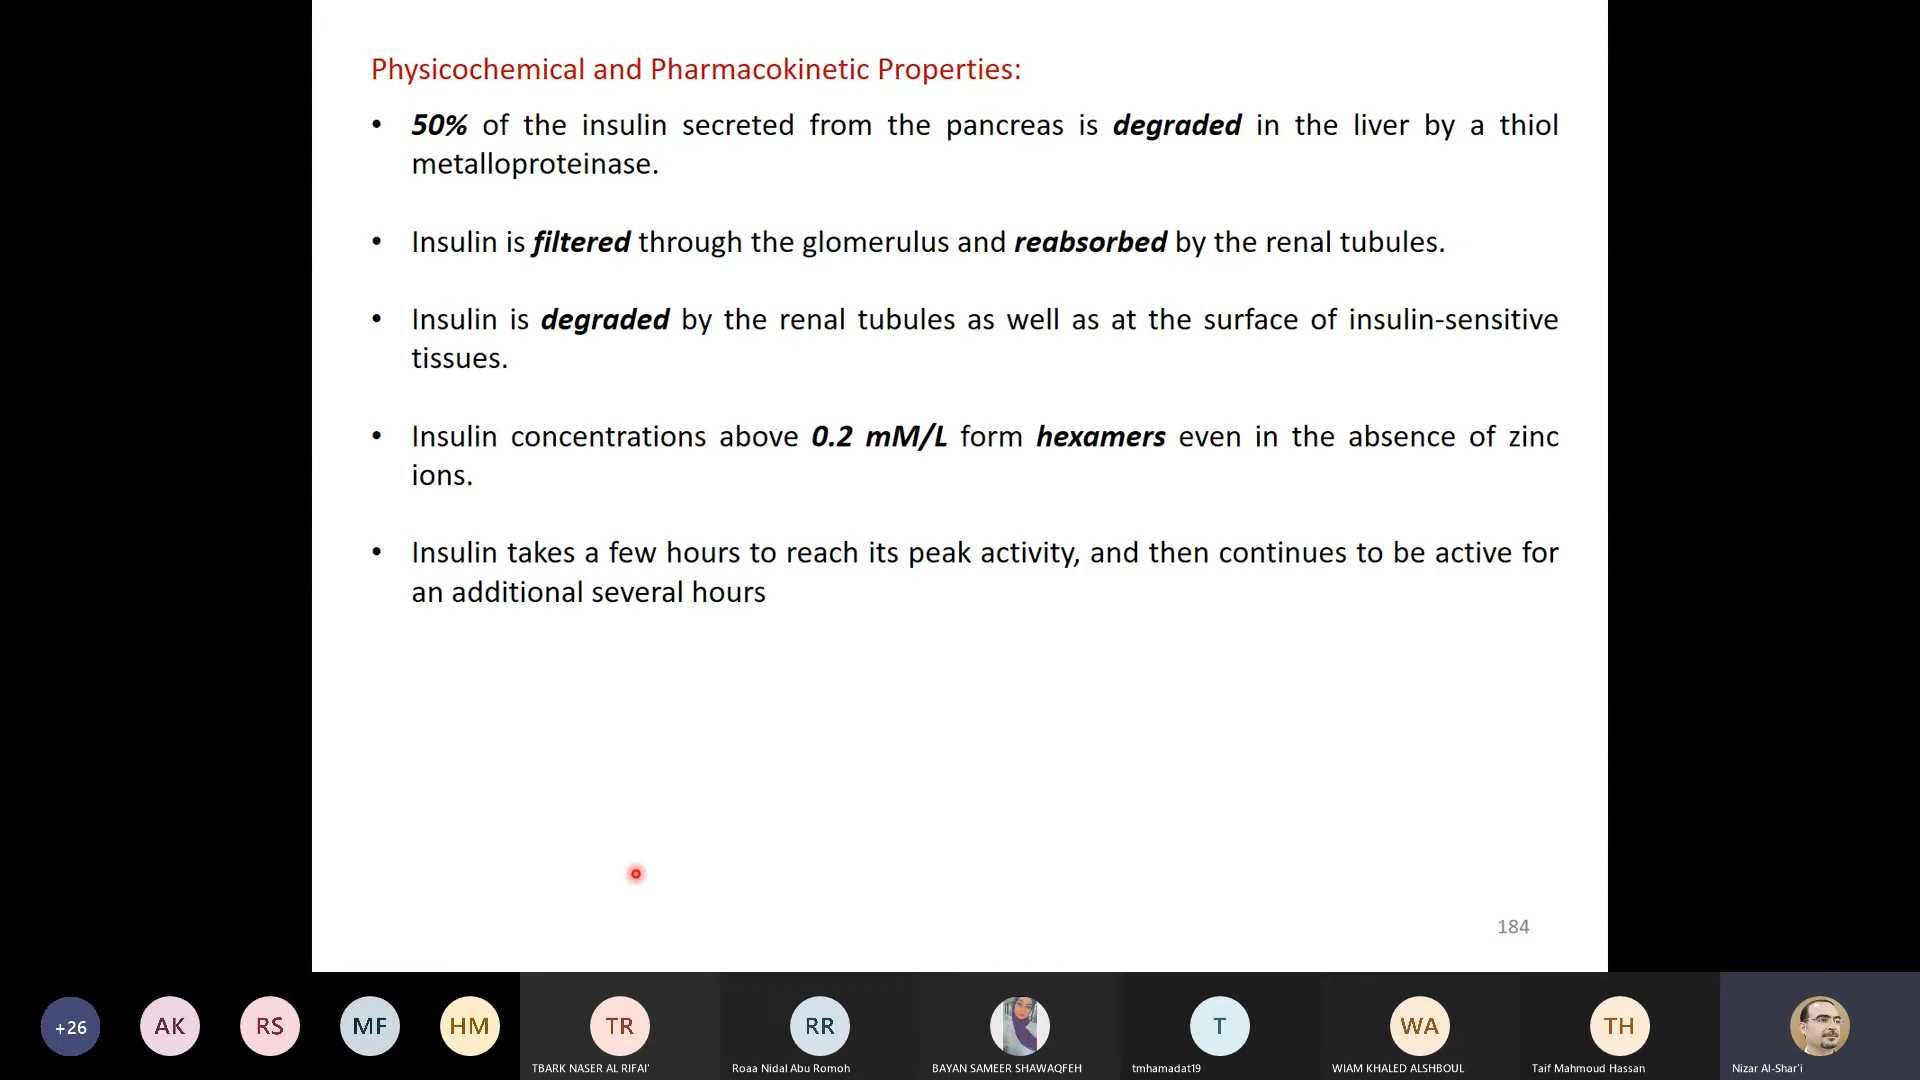 Physicochemical and Pharmacokinetic Properties:
• 50% of the insulin secreted from the pancreas is degraded in the liver by a thiol
metalloproteinase.
• Insulin is filtered through the glomerulus and reabsorbed by the renal tubules.
• Insulin is degraded by the renal tubules as well as at the surface of insulin-sensitive
tissues.
• Insulin concentrations above 0.2 mM/L form hexamers even in the absence of zinc
ions.
• Insulin takes a few hours to reach its peak activity, and then continues to be active for
an additional several hours
184
+26 AK RS MF HM TR RR T WA TH
TBARK NASER AL RIFAI' Roaa Nidal Abu Romoh BAYAN SAMEER SHAWAQFEH tmhamadat19 WIAM KHALED ALSHBOUL Taif Mahmoud Hassan Nizar Al-Shar'i